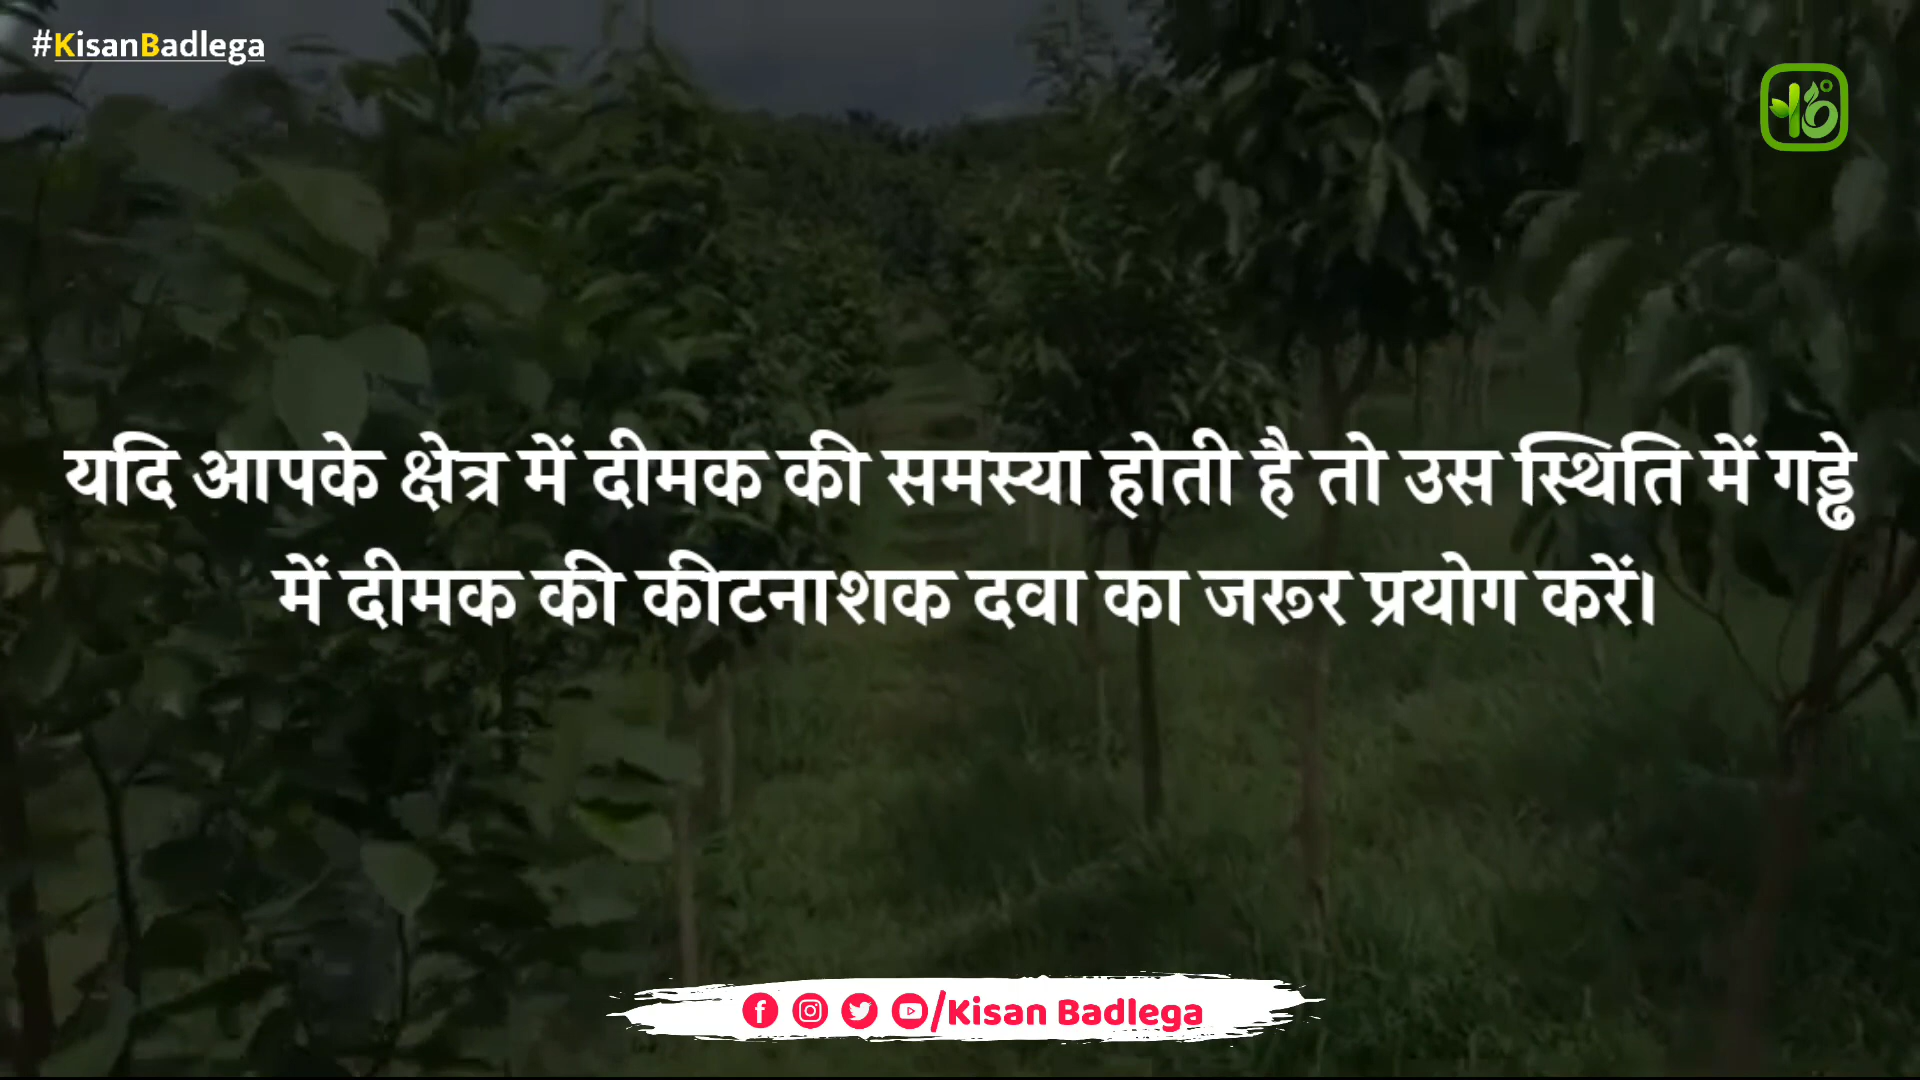 #KisanBadlega
यदि आपके क्षेत्र में दीमक की समस्या होती है तो उस स्थिति में गड्ढे
में दीमक की कीटनाशक दवा का जरूर प्रयोग करें।
/Kisan Badlega